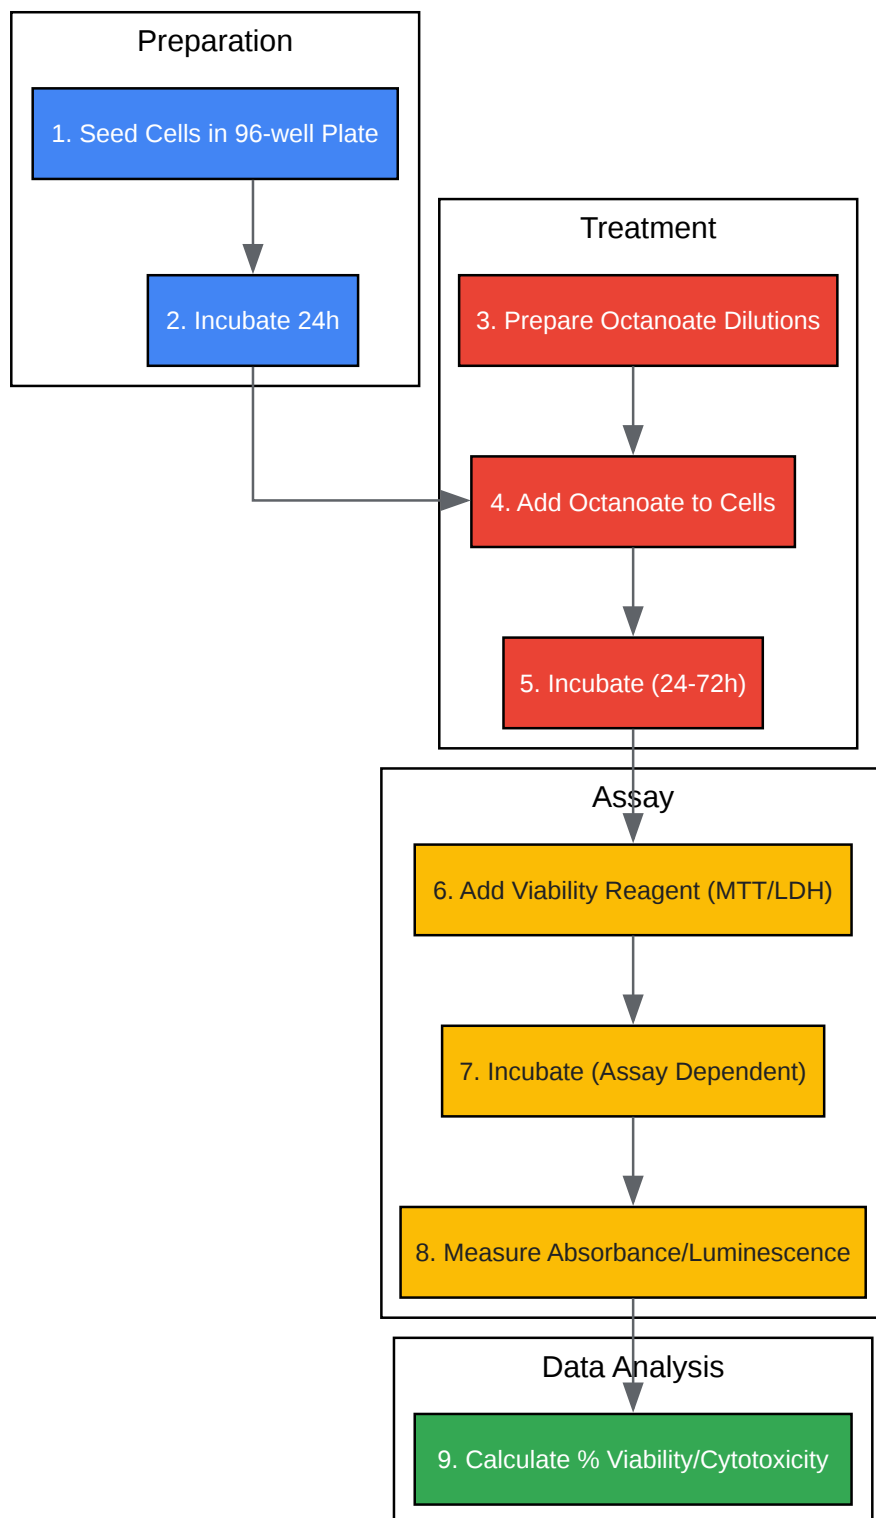 Preparation
1. Seed Cells in 96-well Plate
2. Incubate 24h
Treatment
3. Prepare Octanoate Dilutions
4. Add Octanoate to Cells
5. Incubate (24-72h)
Assay
6. Add Viability Reagent (MTT/LDH)
7. Incubate (Assay Dependent)
8. Measure Absorbance/Luminescence
Data Analysis
9. Calculate % Viability/Cytotoxicity